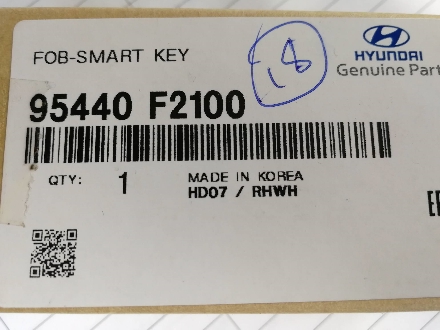 FOB-SMART KEY
18
HYUNDAI
Genuine Part
95440 F2100
QTY: 1
MADE IN KOREA
HD07 / RHWH